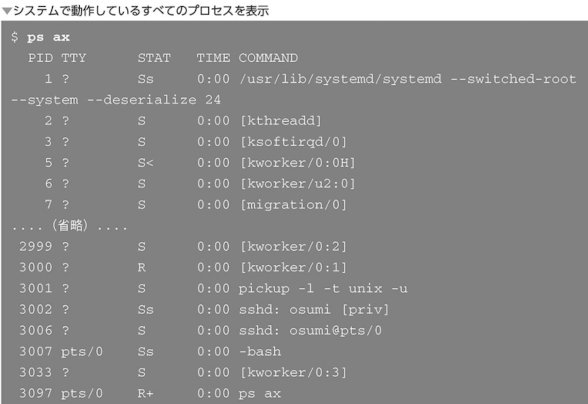 ▼システムで動作しているすべてのプロセスを表示
$ ps ax
PID TTY STAT TIME COMMAND
1 ? Ss 0:00 /usr/lib/systemd/systemd --switched-root
--system --deserialize 24
2 ? S 0:00 [kthreadd]
3 ? S 0:00 [ksoftirqd/0]
5 ? S< 0:00 [kworker/0:0H]
6 ? S 0:00 [kworker/u2:0]
7 ? S 0:00 [migration/0]
....（省略）....
2999 ? S 0:00 [kworker/0:2]
3000 ? R 0:00 [kworker/0:1]
3001 ? S 0:00 pickup -l -t unix -u
3002 ? Ss 0:00 sshd: osumi [priv]
3006 ? S 0:00 sshd: osumi@pts/0
3007 pts/0 Ss 0:00 -bash
3033 ? S 0:00 [kworker/0:3]
3097 pts/0 R+ 0:00 ps ax